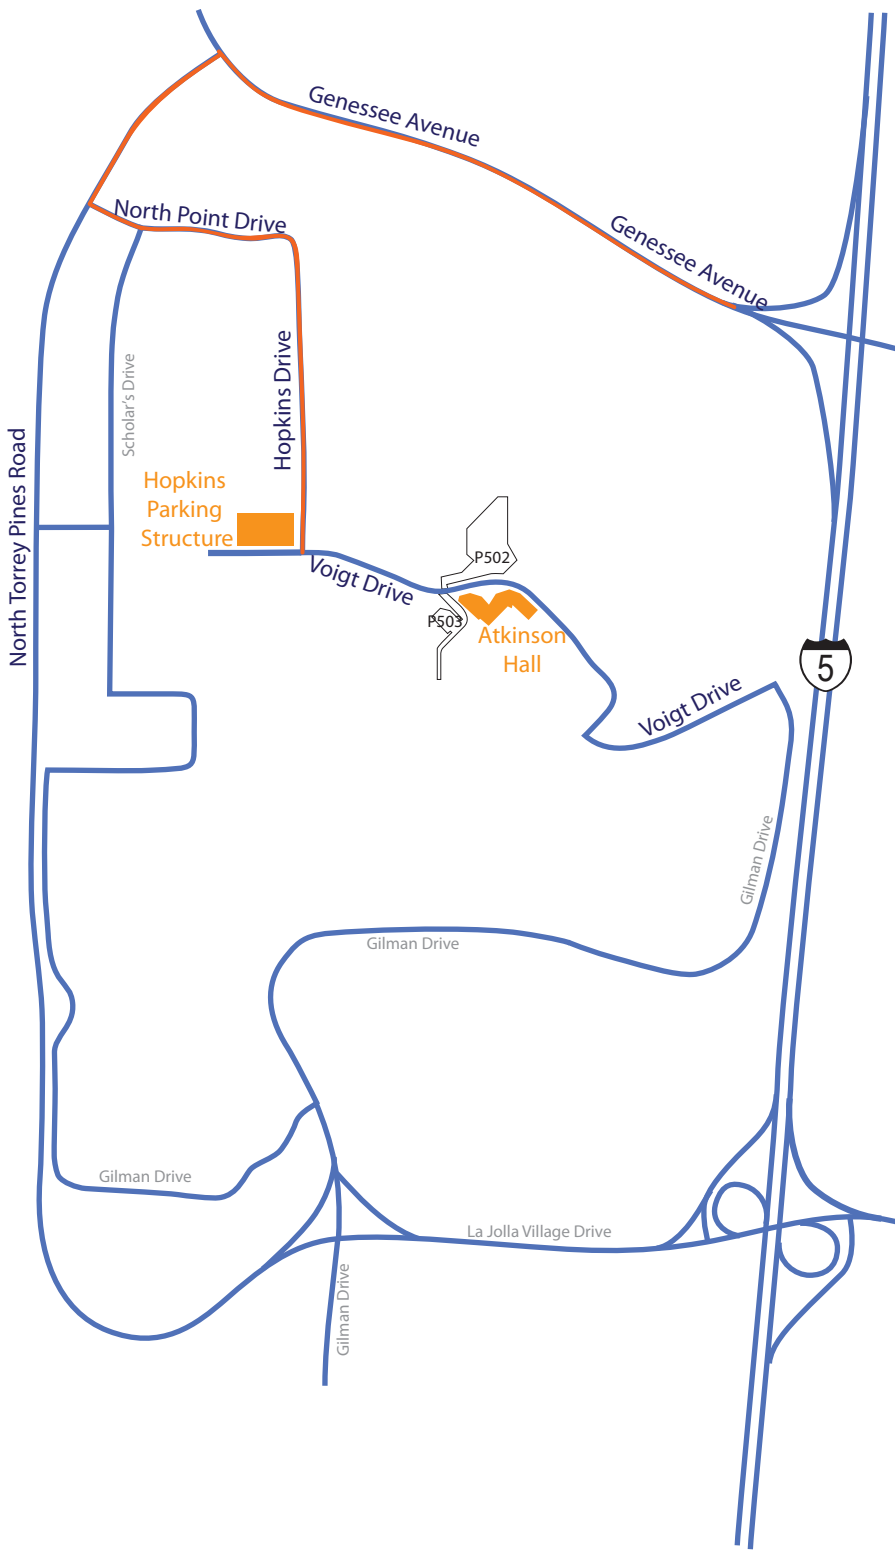 Genessee Avenue
North Point Drive
Genessee Avenue
Hopkins Drive
Scholar's Drive
North Torrey Pines Road
Hopkins
Parking
Structure
P502
Voigt Drive
P503
Atkinson
Hall
5
Voigt Drive
Gilman Drive
Gilman Drive
Gilman Drive
La Jolla Village Drive
Gilman Drive